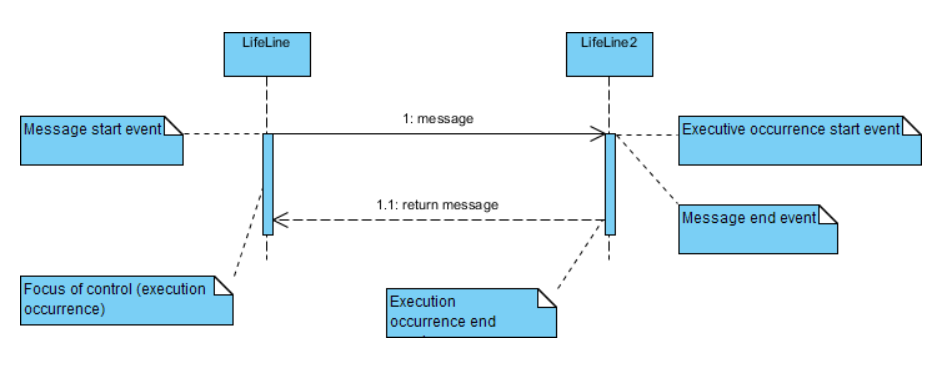 LifeLine
LifeLine2
Message start event
1: message
Executive occurrence start event
1.1: return message
Message end event
Focus of control (execution
occurrence)
Execution
occurrence end